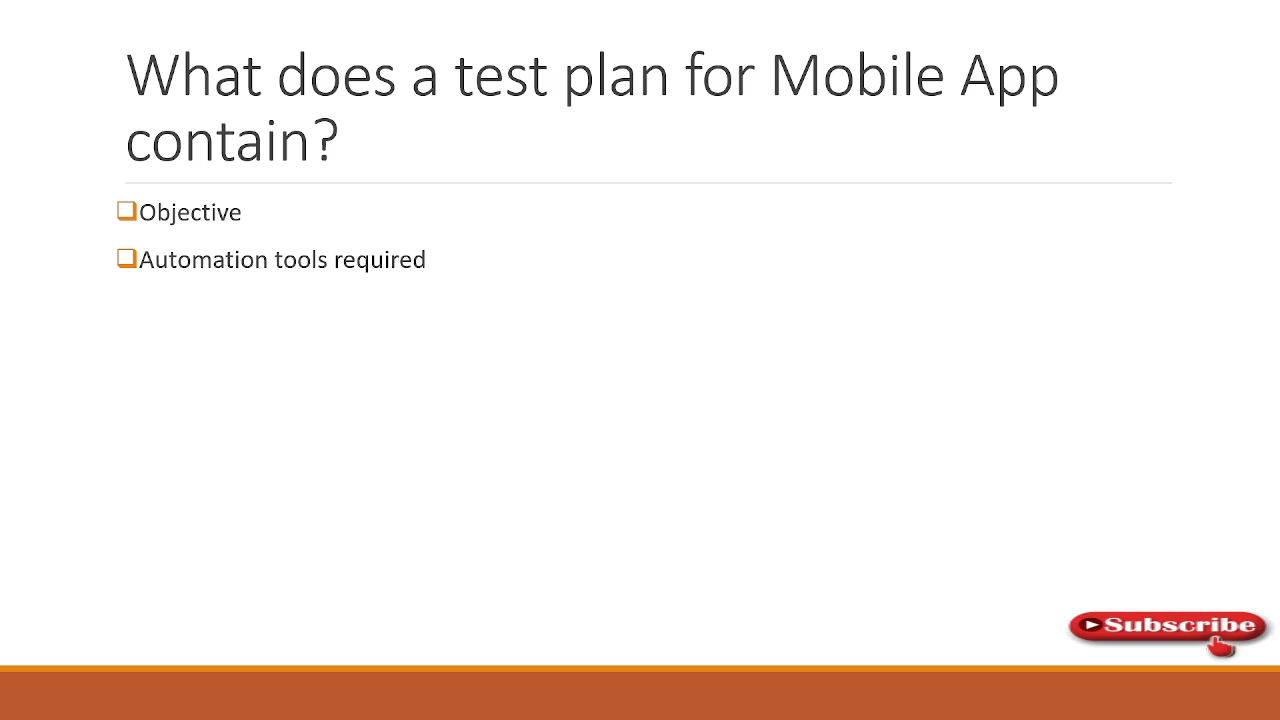 What does a test plan for Mobile App
contain?
Objective
Automation tools required
Subscribe